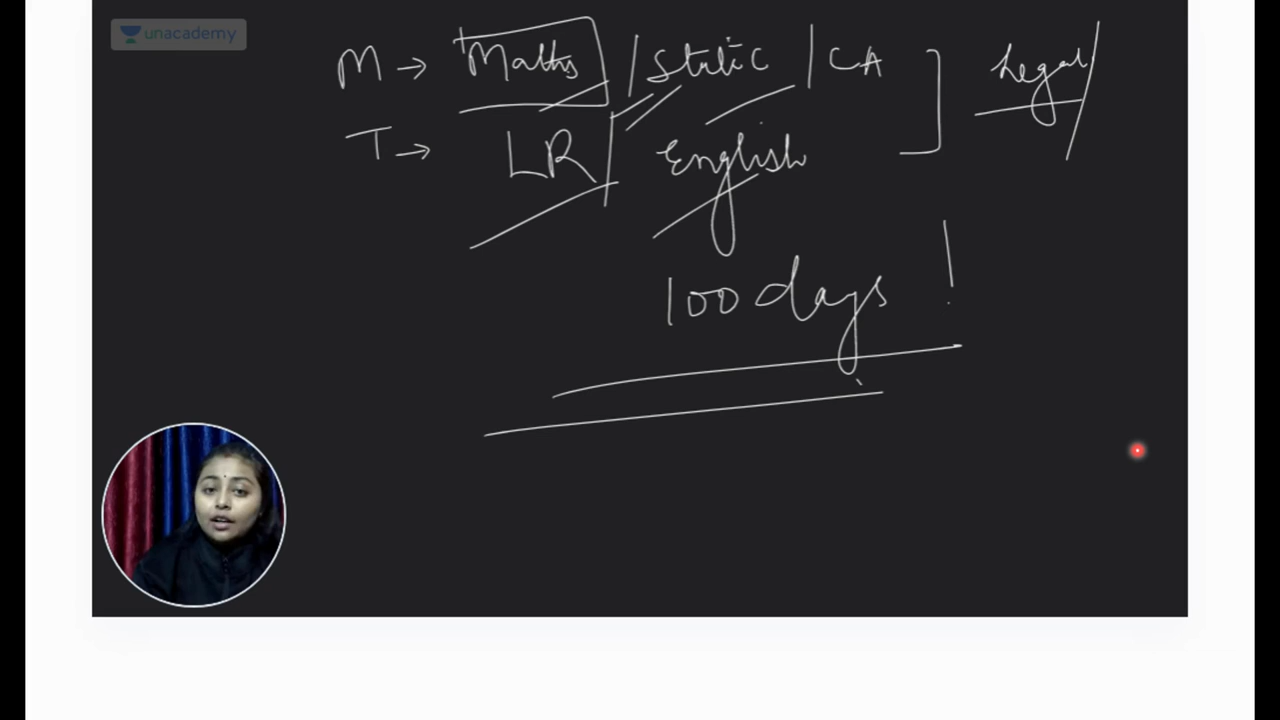 unacademy
M → Maths / Static / CA ] Legal /
T → LR / English
100 days !